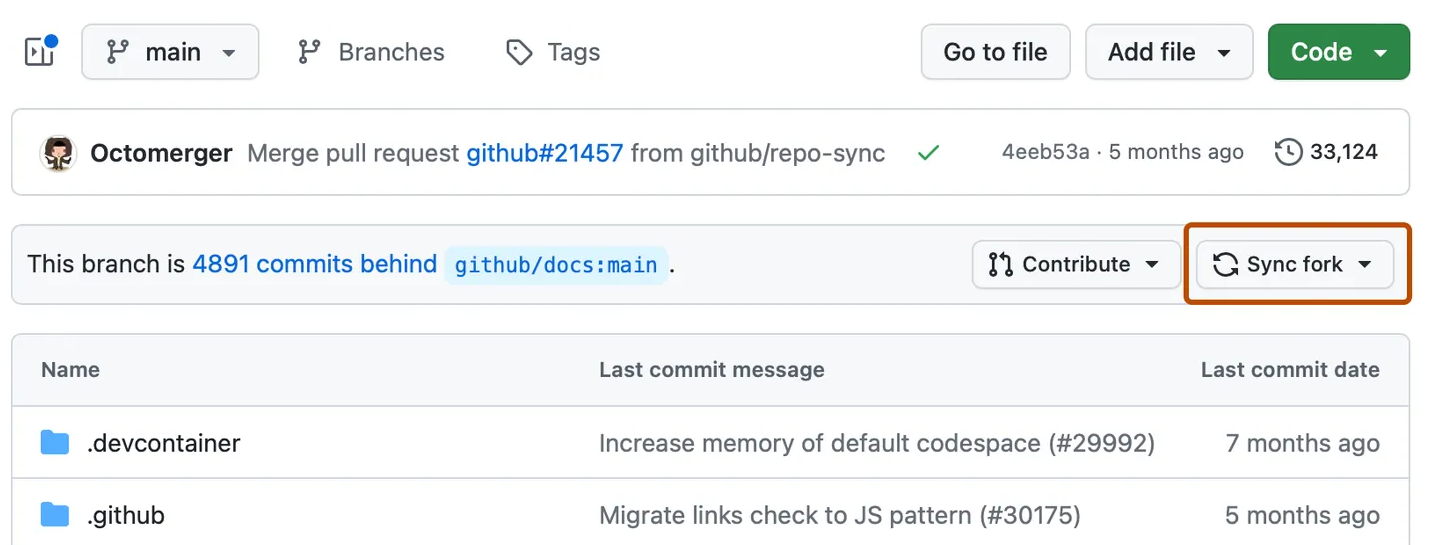 main Branches Tags Go to file Add file Code
Octomerger Merge pull request github#21457 from github/repo-sync 4eeb53a · 5 months ago 33,124
This branch is 4891 commits behind github/docs:main . Contribute Sync fork
Name Last commit message Last commit date
.devcontainer Increase memory of default codespace (#29992) 7 months ago
.github Migrate links check to JS pattern (#30175) 5 months ago